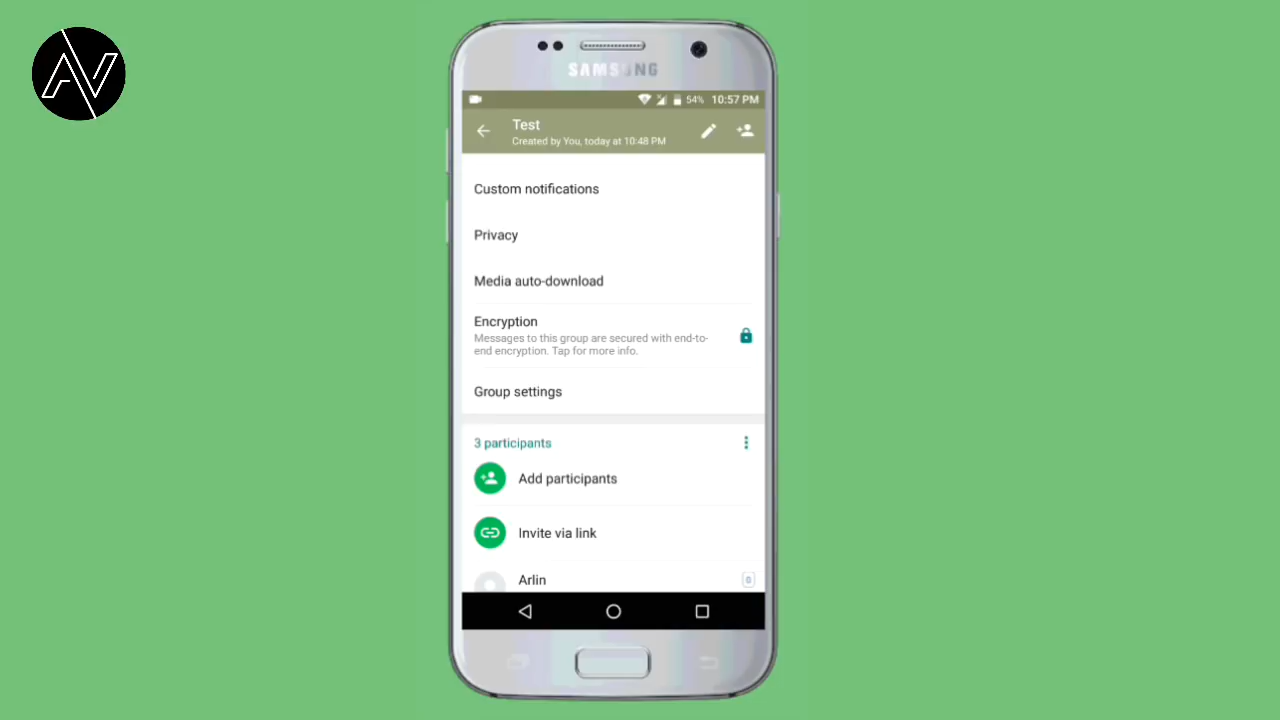 AV
SAMSUNG
54% 10:57 PM
Test
Created by You, today at 10:48 PM
Custom notifications
Privacy
Media auto-download
Encryption
Messages to this group are secured with end-to-
end encryption. Tap for more info.
Group settings
3 participants
Add participants
Invite via link
Arlin